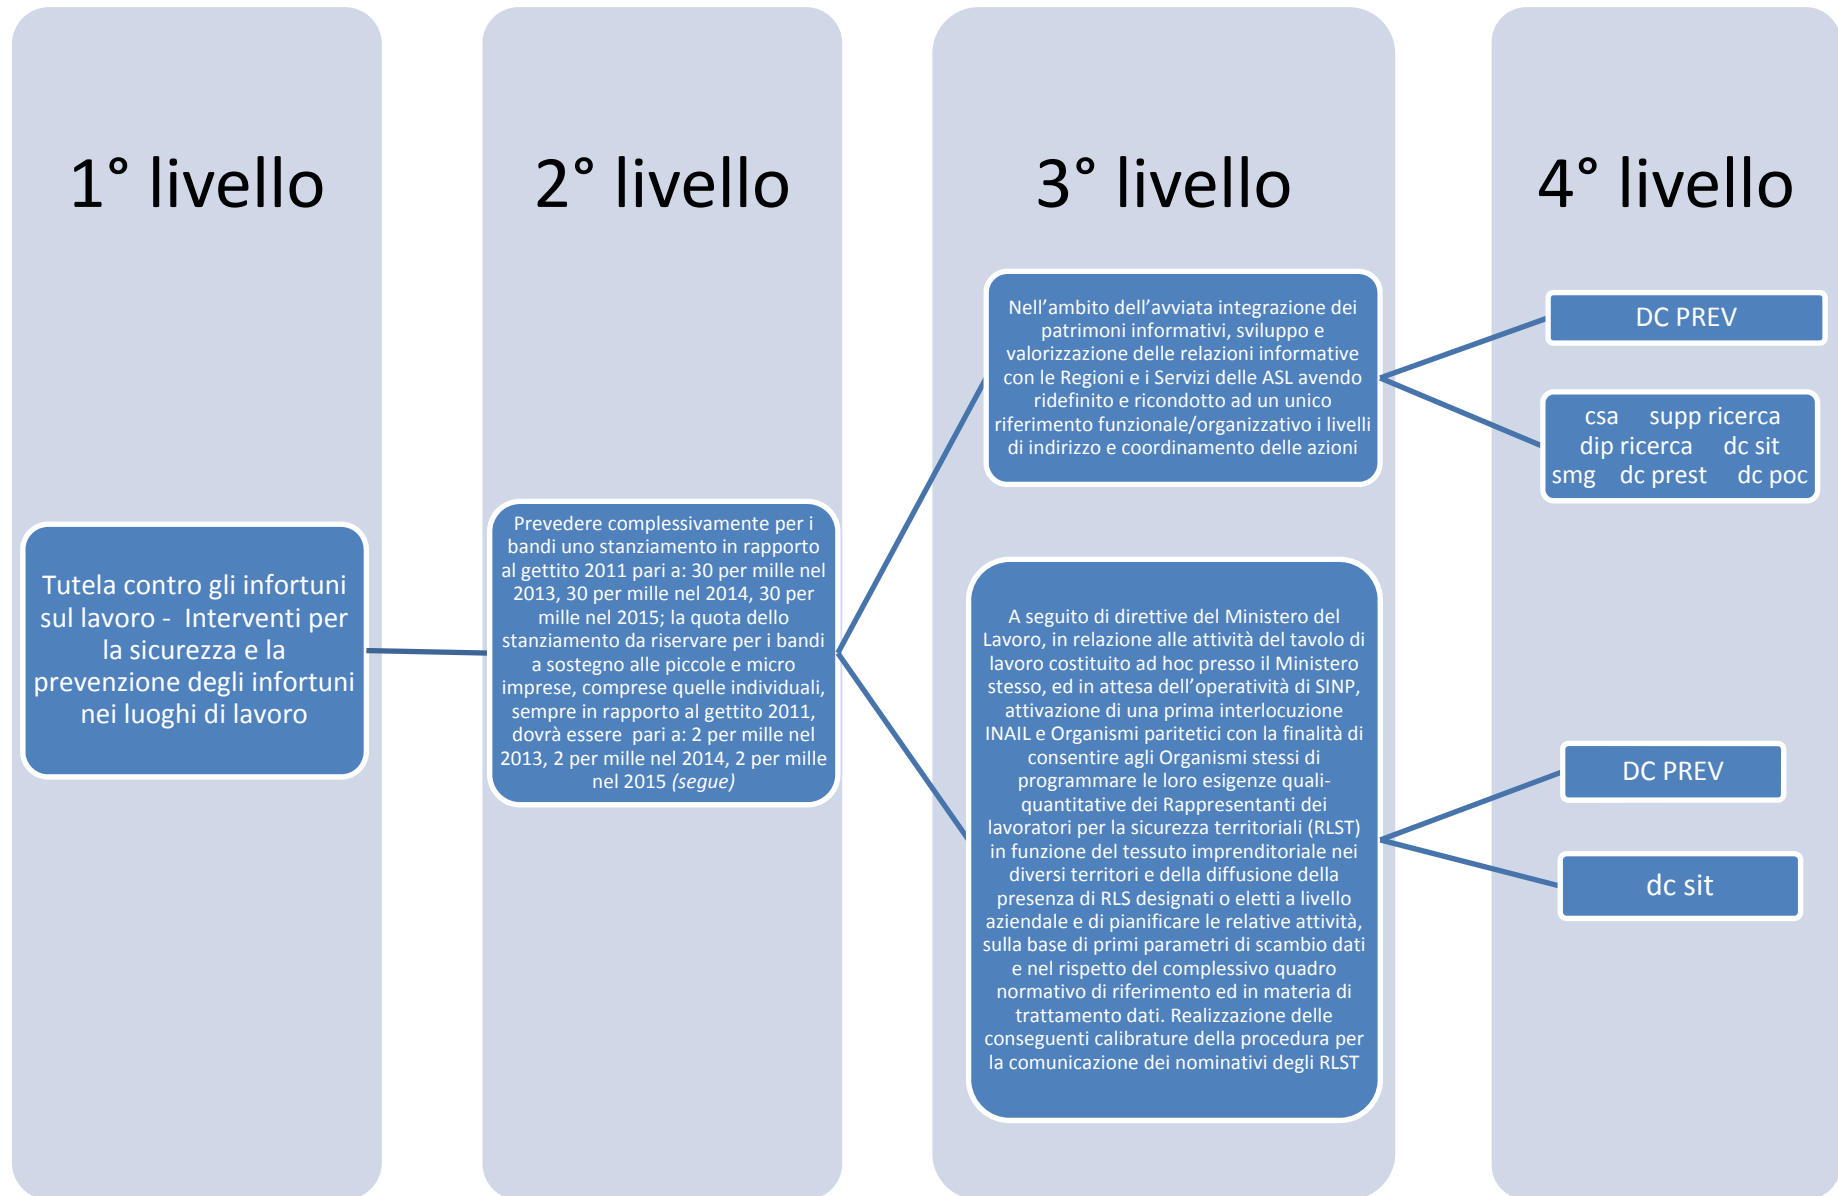 1° livello
2° livello
3° livello
4° livello
Tutela contro gli infortuni
sul lavoro - Interventi per
la sicurezza e la
prevenzione degli infortuni
nei luoghi di lavoro
Prevedere complessivamente per i
bandi uno stanziamento in rapporto
al gettito 2011 pari a: 30 per mille nel
2013, 30 per mille nel 2014, 30 per
mille nel 2015; la quota dello
stanziamento da riservare per i bandi
a sostegno alle piccole e micro
imprese, comprese quelle individuali,
sempre in rapporto al gettito 2011,
dovrà essere pari a: 2 per mille nel
2013, 2 per mille nel 2014, 2 per mille
nel 2015 (segue)
Nell’ambito dell’avviata integrazione dei
patrimoni informativi, sviluppo e
valorizzazione delle relazioni informative
con le Regioni e i Servizi delle ASL avendo
ridefinito e ricondotto ad un unico
riferimento funzionale/organizzativo i livelli
di indirizzo e coordinamento delle azioni
DC PREV
csa supp ricerca
dip ricerca dc sit
smg dc prest dc poc
A seguito di direttive del Ministero del
Lavoro, in relazione alle attività del tavolo di
lavoro costituito ad hoc presso il Ministero
stesso, ed in attesa dell’operatività di SINP,
attivazione di una prima interlocuzione
INAIL e Organismi paritetici con la finalità di
consentire agli Organismi stessi di
programmare le loro esigenze quali-
quantitative dei Rappresentanti dei
lavoratori per la sicurezza territoriali (RLST)
in funzione del tessuto imprenditoriale nei
diversi territori e della diffusione della
presenza di RLS designati o eletti a livello
aziendale e di pianificare le relative attività,
sulla base di primi parametri di scambio dati
e nel rispetto del complessivo quadro
normativo di riferimento ed in materia di
trattamento dati. Realizzazione delle
conseguenti calibrature della procedura per
la comunicazione dei nominativi degli RLST
DC PREV
dc sit